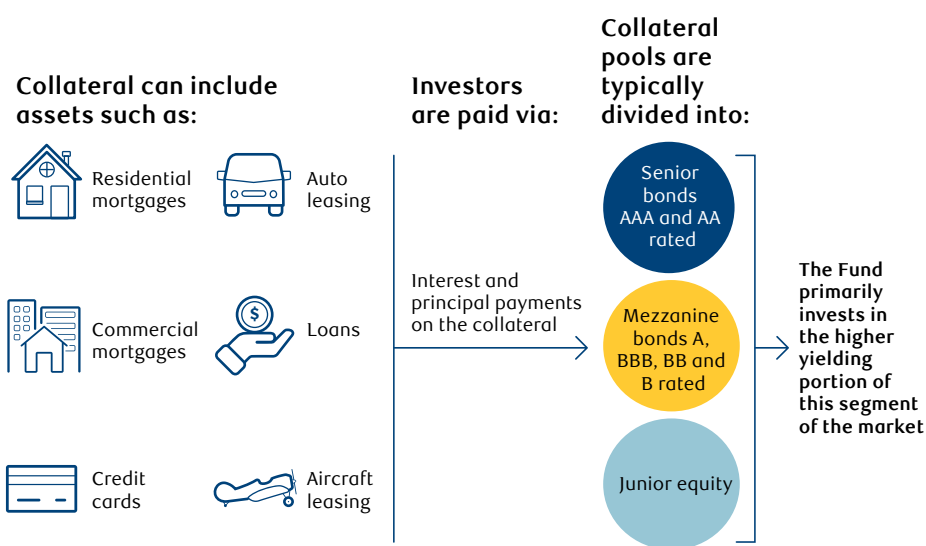 Collateral can include
assets such as:
Residential
mortgages
Auto
leasing
Commercial
mortgages
$
Loans
Credit
cards
Aircraft
leasing
Investors
are paid via:
Interest and
principal payments
on the collateral
Collateral
pools are
typically
divided into:
Senior
bonds
AAA and AA
rated
Mezzanine
bonds A,
BBB, BB and
B rated
Junior equity
The Fund
primarily
invests in
the higher
yielding
portion of
this segment
of the market